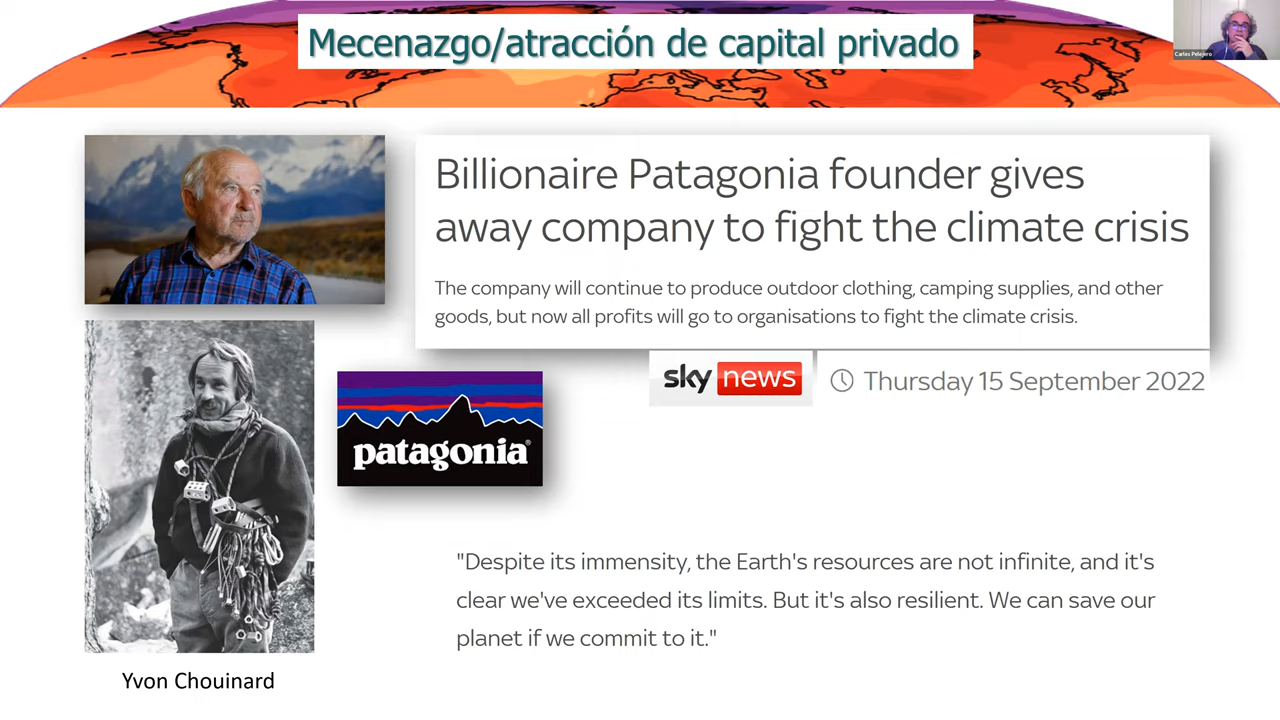 Mecenazgo/atracción de capital privado
Carles Pelejero
Billionaire Patagonia founder gives
away company to fight the climate crisis
The company will continue to produce outdoor clothing, camping supplies, and other
goods, but now all profits will go to organisations to fight the climate crisis.
sky news
Thursday 15 September 2022
patagonia®
"Despite its immensity, the Earth's resources are not infinite, and it's
clear we've exceeded its limits. But it's also resilient. We can save our
planet if we commit to it."
Yvon Chouinard